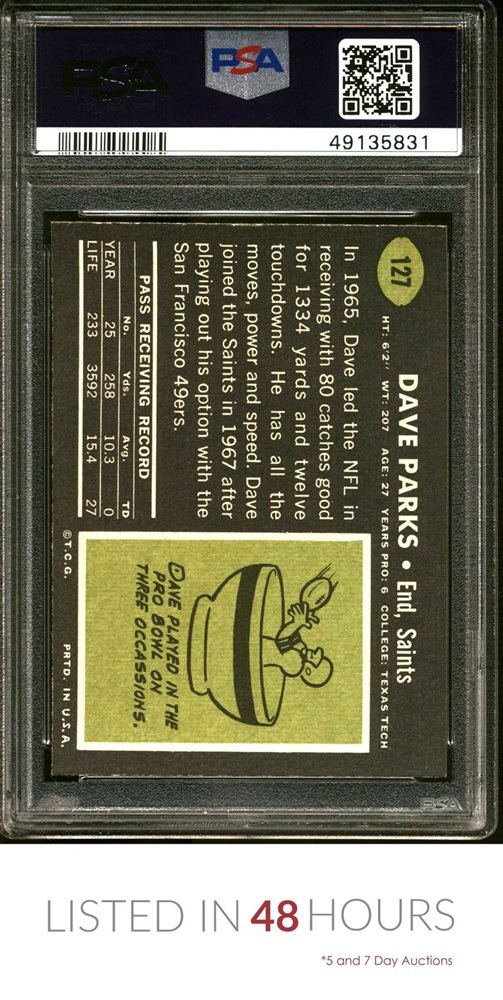 PSA
PSA
49135831
127
DAVE PARKS • End, Saints
HT: 6'2" WT: 207 AGE: 27 YEARS PRO: 6 COLLEGE: TEXAS TECH
In 1965, Dave led the NFL in
receiving with 80 catches good
for 1334 yards and twelve
touchdowns. He has all the
moves, power and speed. Dave
joined the Saints in 1967 after
playing out his option with the
San Francisco 49ers.
PASS RECEIVING RECORD
No. Yds. Avg. TD
YEAR 25 258 10.3 0
LIFE 233 3592 15.4 27
DAVE PLAYED IN THE
PRO BOWL ON
THREE OCCASSIONS.
©T.C.G. PRTD. IN U.S.A.
PSA
LISTED IN 48 HOURS
*5 and 7 Day Auctions